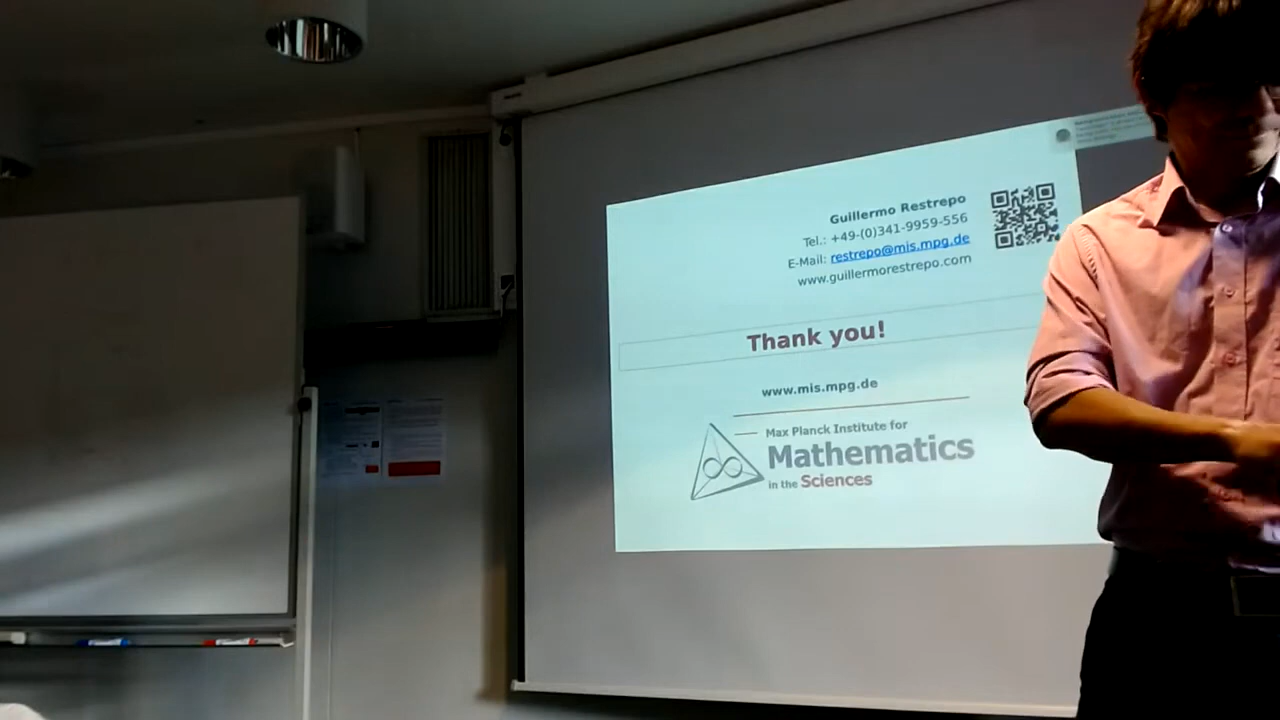 Guillermo Restrepo
Tel.: +49-(0)341-9959-556
E-Mail: restrepo@mis.mpg.de
www.guillermorestrepo.com
Thank you!
www.mis.mpg.de
Max Planck Institute for
Mathematics
in the Sciences